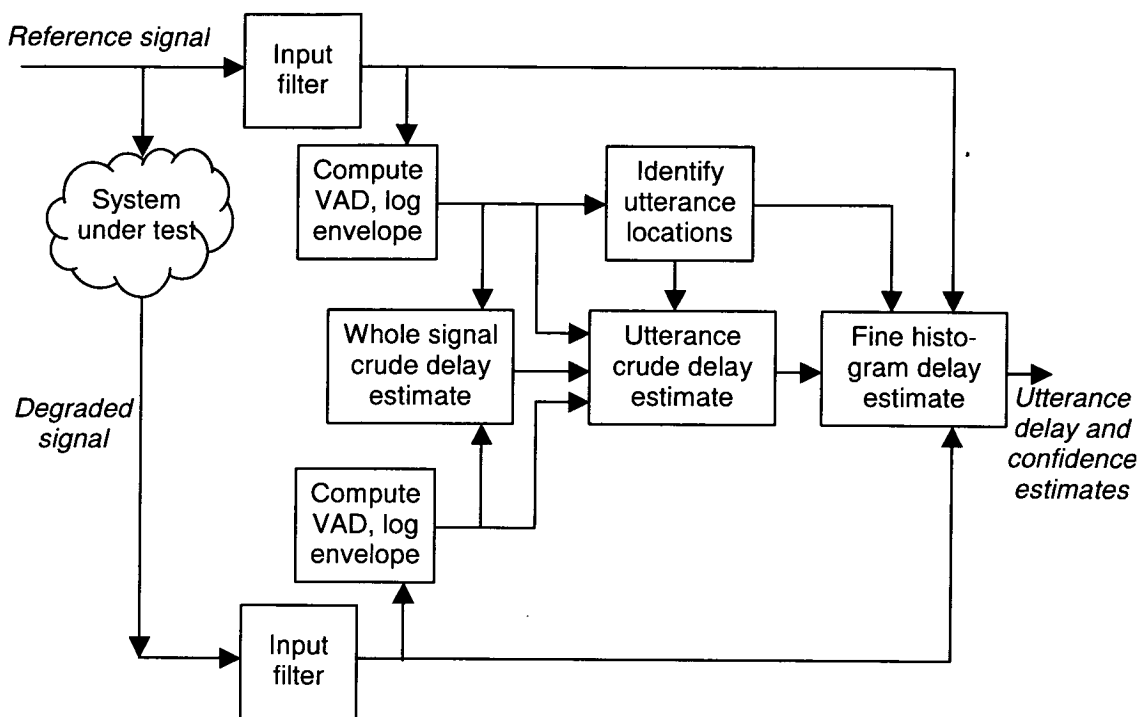 Reference signal
Input
filter
Compute
VAD, log
envelope
Identify
utterance
locations
System
under test
Whole signal
crude delay
estimate
Utterance
crude delay
estimate
Fine histo-
gram delay
estimate
Degraded
signal
Utterance
delay and
confidence
estimates
Compute
VAD, log
envelope
Input
filter